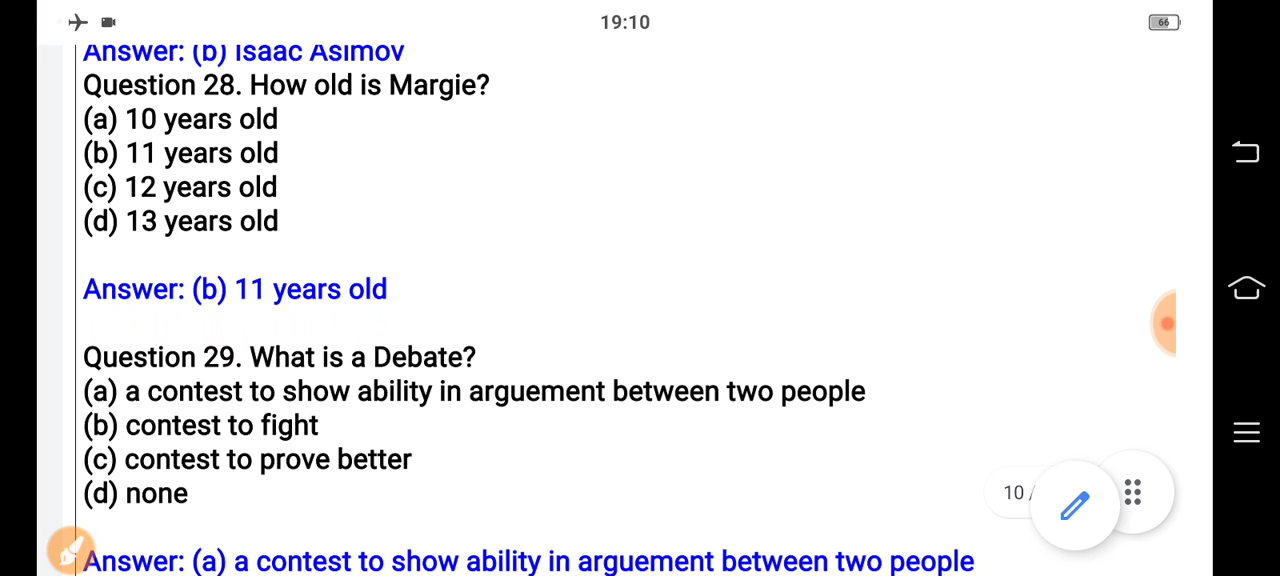 19:10
66
Answer: (b) Isaac Asimov
Question 28. How old is Margie?
(a) 10 years old
(b) 11 years old
(c) 12 years old
(d) 13 years old
Answer: (b) 11 years old
Question 29. What is a Debate?
(a) a contest to show ability in arguement between two people
(b) contest to fight
(c) contest to prove better
(d) none
10 /
Answer: (a) a contest to show ability in arguement between two people